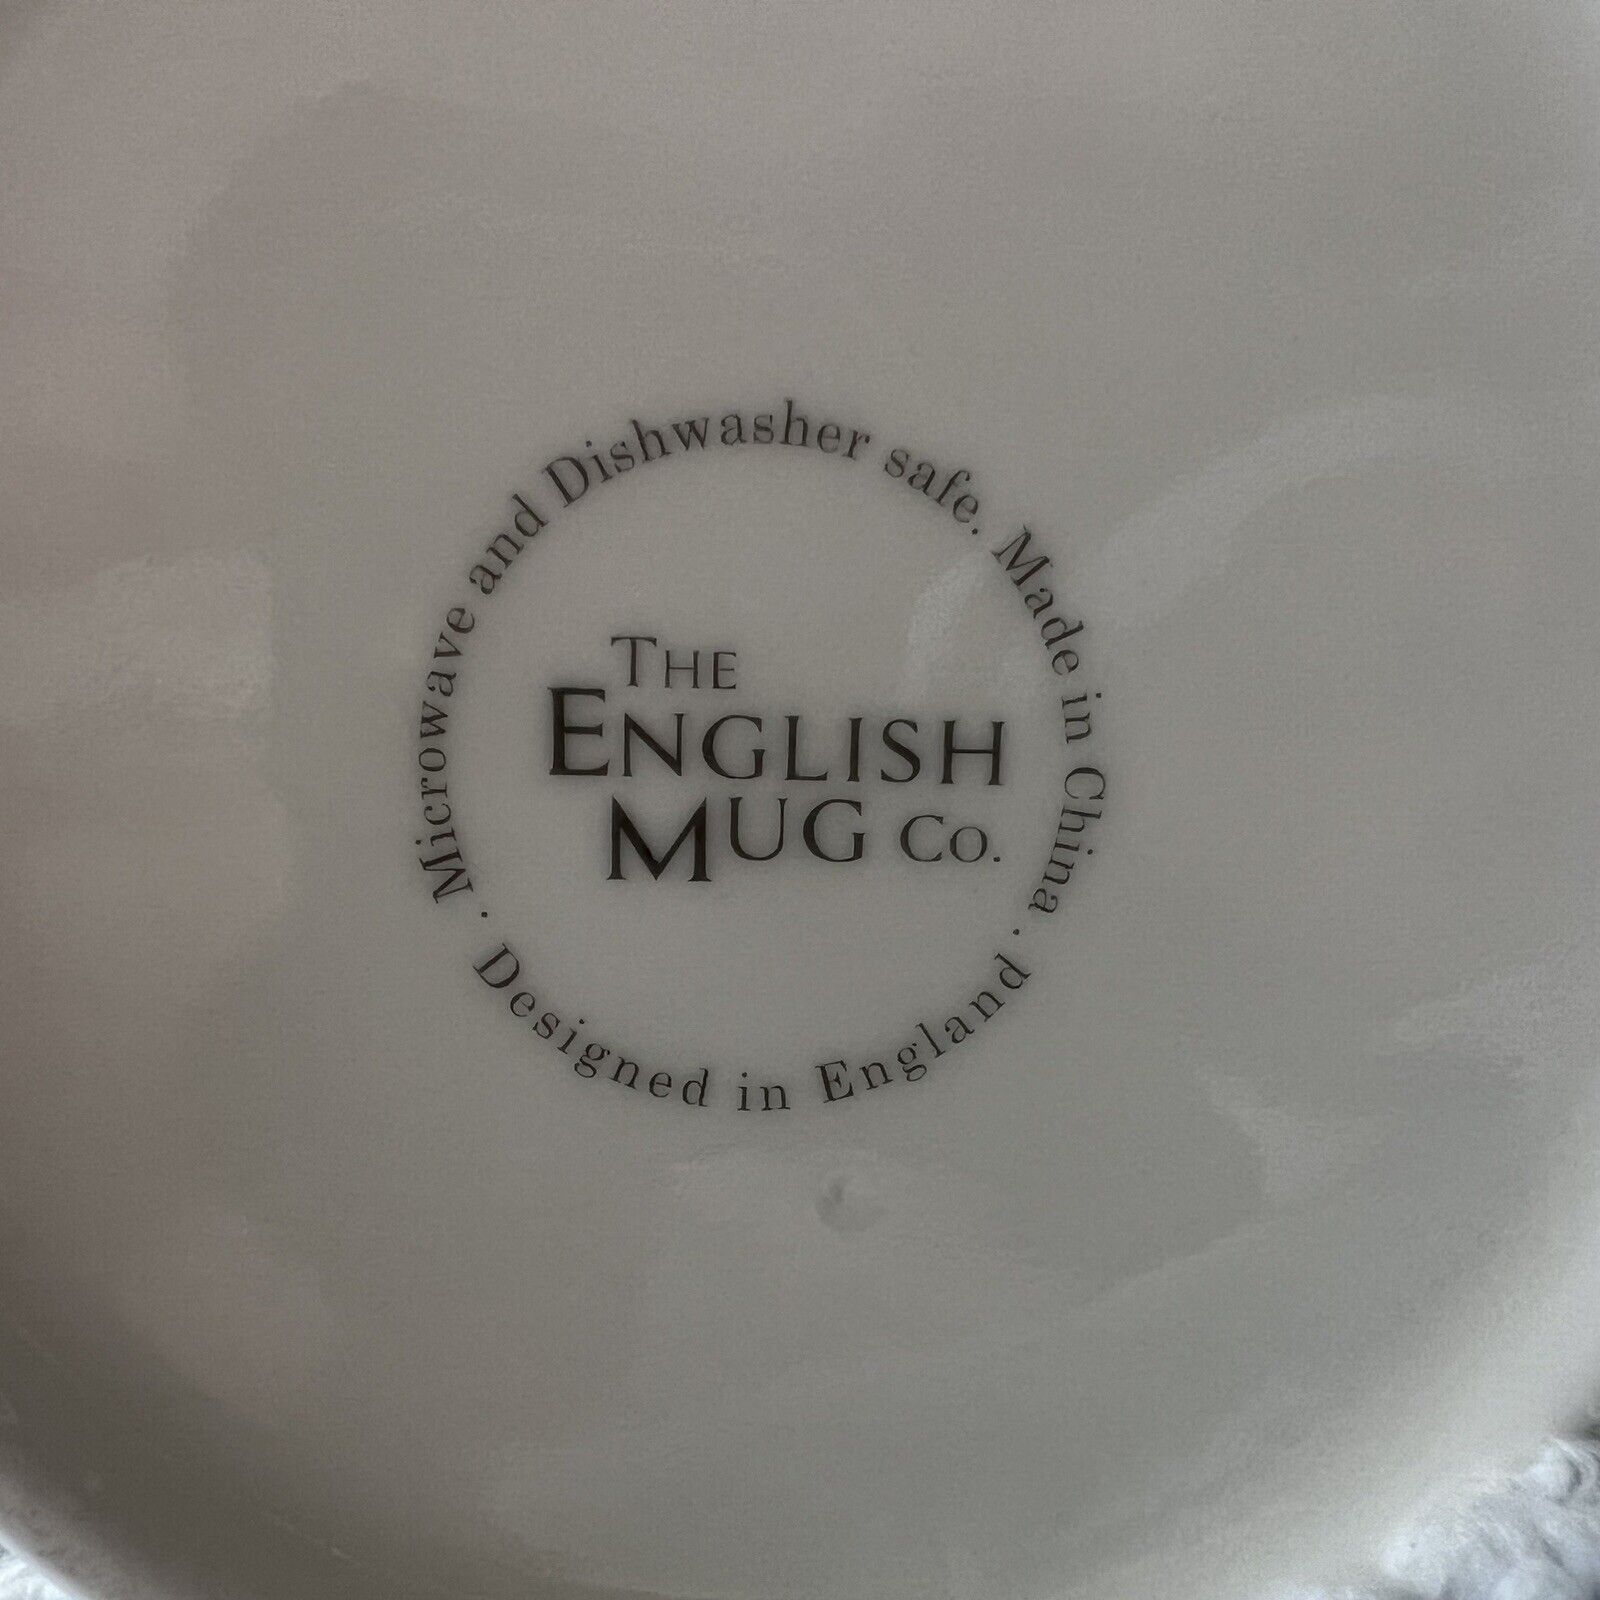 Microwave and Dishwasher safe. Made in China .
THE
ENGLISH
MUG CO.
. Designed in England